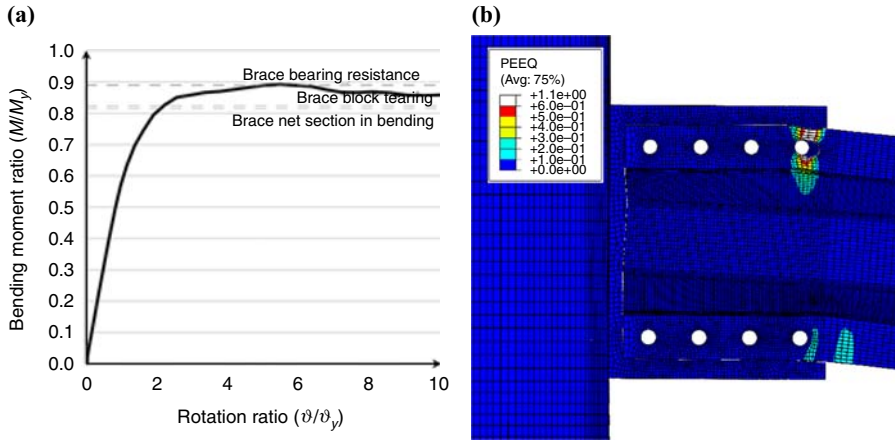 (a)
Bending moment ratio (M/My)
1.0
0.9
0.8
0.7
0.6
0.5
0.4
0.3
0.2
0.1
0.0
Brace bearing resistance
Brace block tearing
Brace net section in bending
0 2 4 6 8 10
Rotation ratio (ϑ/ϑy)
(b)
PEEQ
(Avg: 75%)
+1.1e+00
+6.0e–01
+5.0e–01
+4.0e–01
+3.0e–01
+2.0e–01
+1.0e–01
+0.0e+00